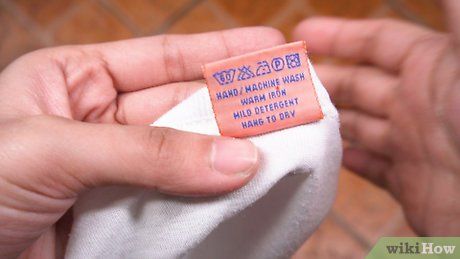 HAND / MACHINE WASH
WARM IRON
MILD DETERGENT
HANG TO DRY
wikiHow